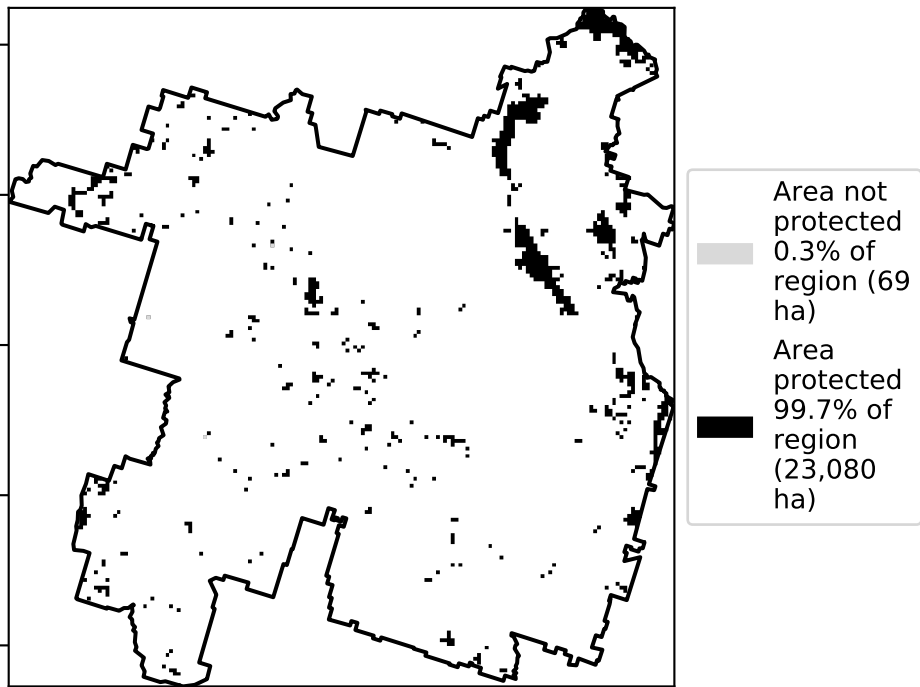 Area not
protected
0.3% of
region (69
ha)
Area
protected
99.7% of
region
(23,080
ha)